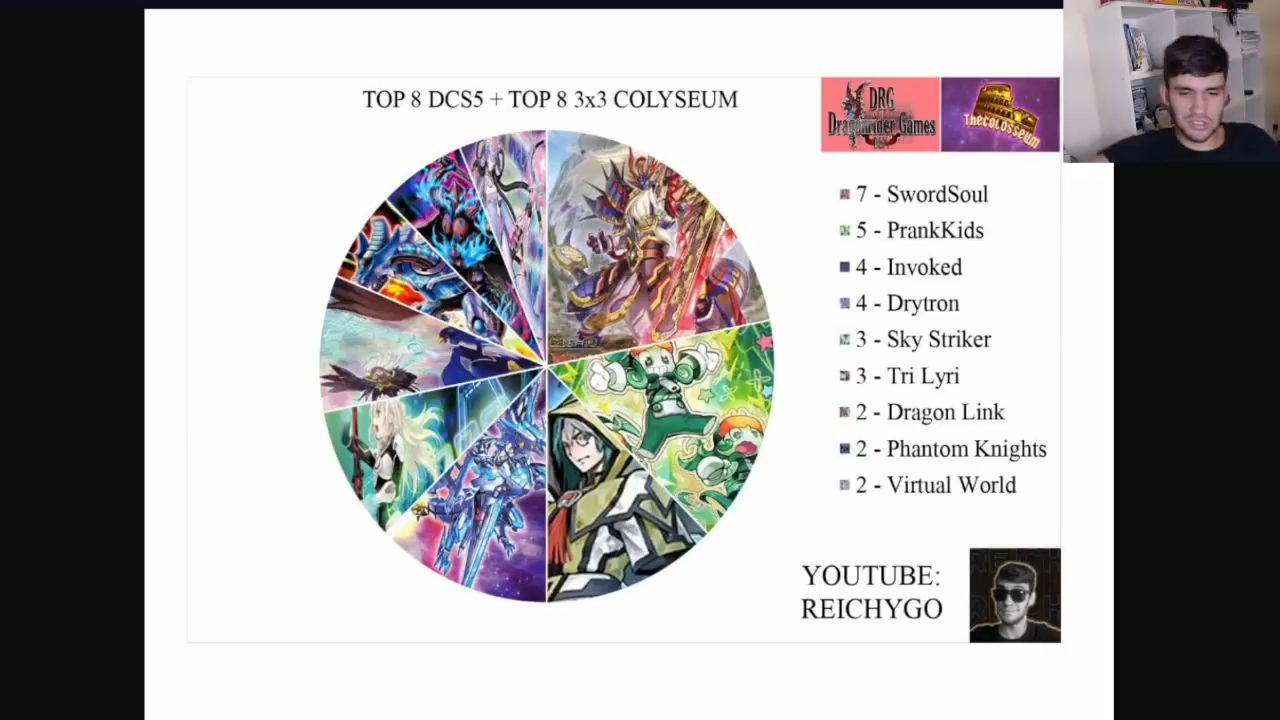 TOP 8 DCS5 + TOP 8 3x3 COLYSEUM
DRG
Dragonrider Games
TheColosseum
7 - SwordSoul
5 - PrankKids
4 - Invoked
4 - Drytron
3 - Sky Striker
3 - Tri Lyri
2 - Dragon Link
2 - Phantom Knights
2 - Virtual World
YOUTUBE:
REICHYGO